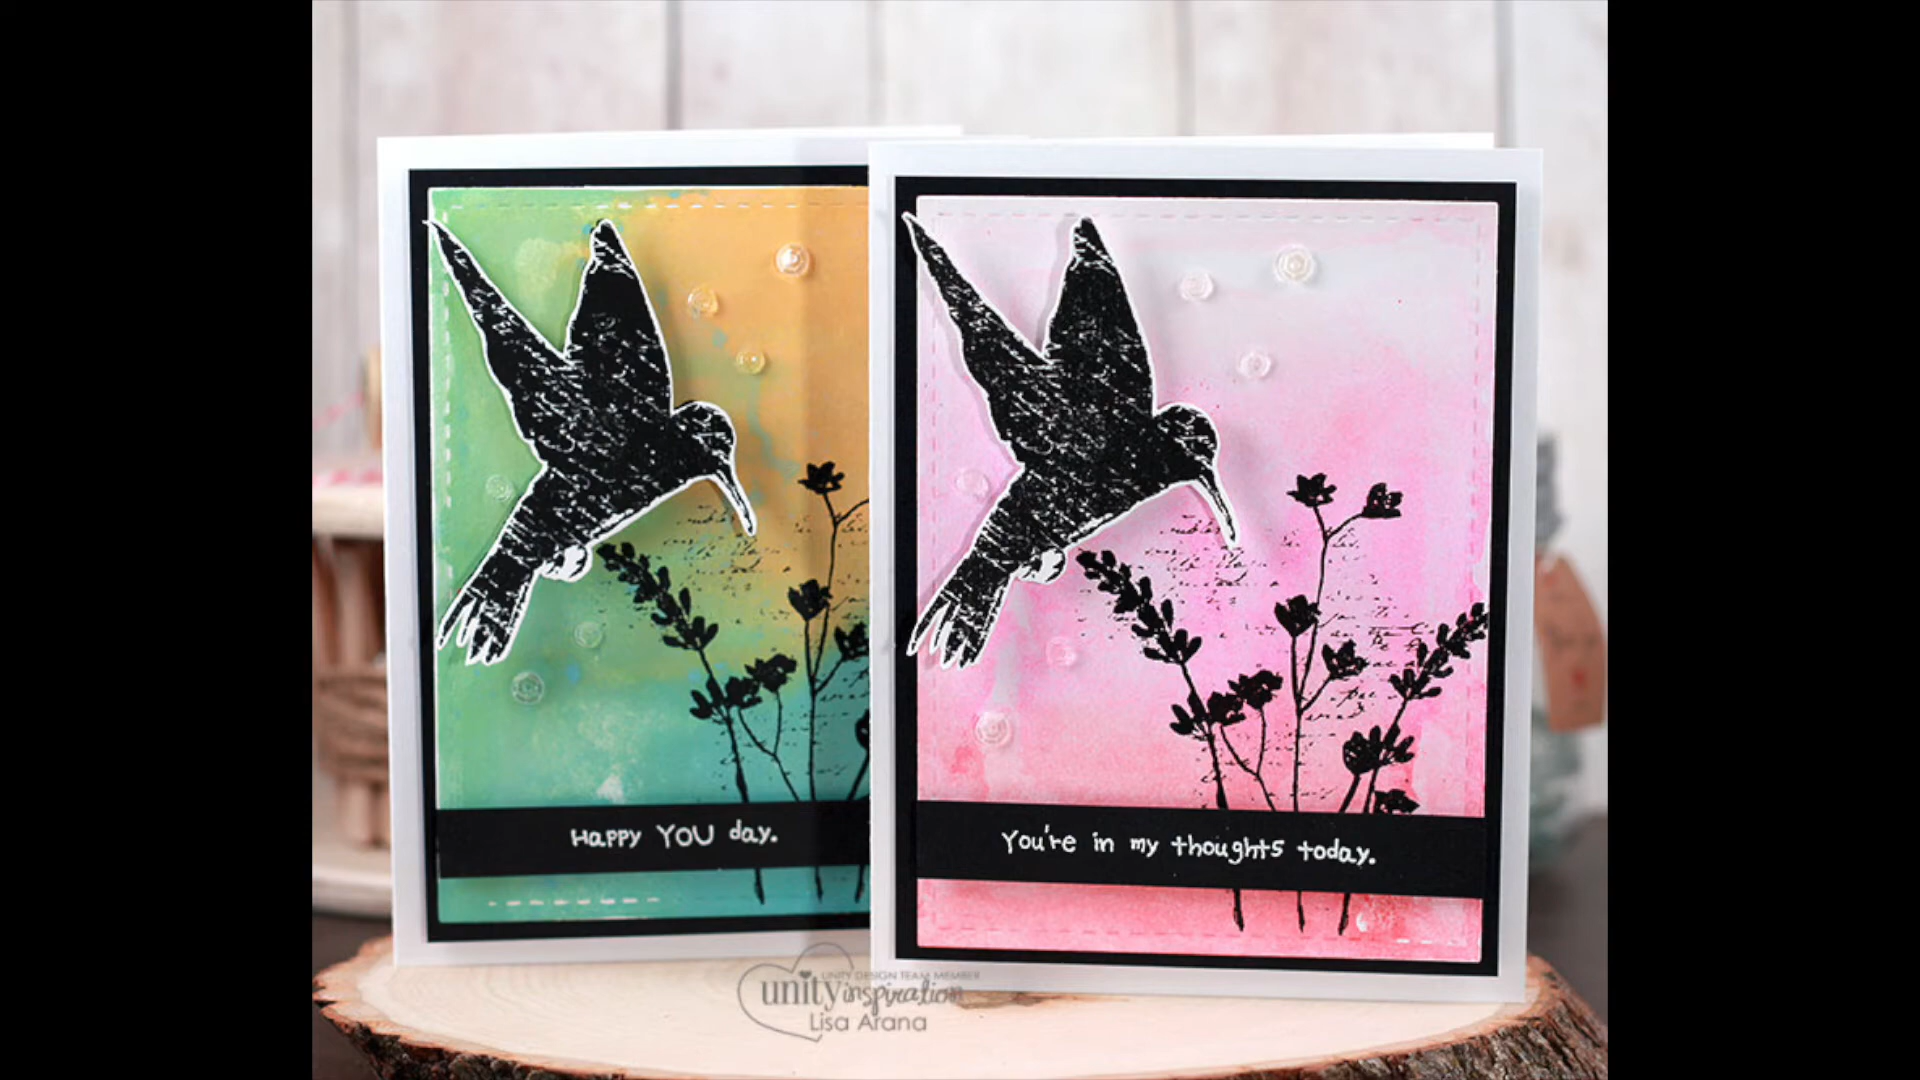 Happy YOU day.
You're in my thoughts today.
UNITY DESIGN TEAM MEMBER
unity inspiration
Lisa Arana